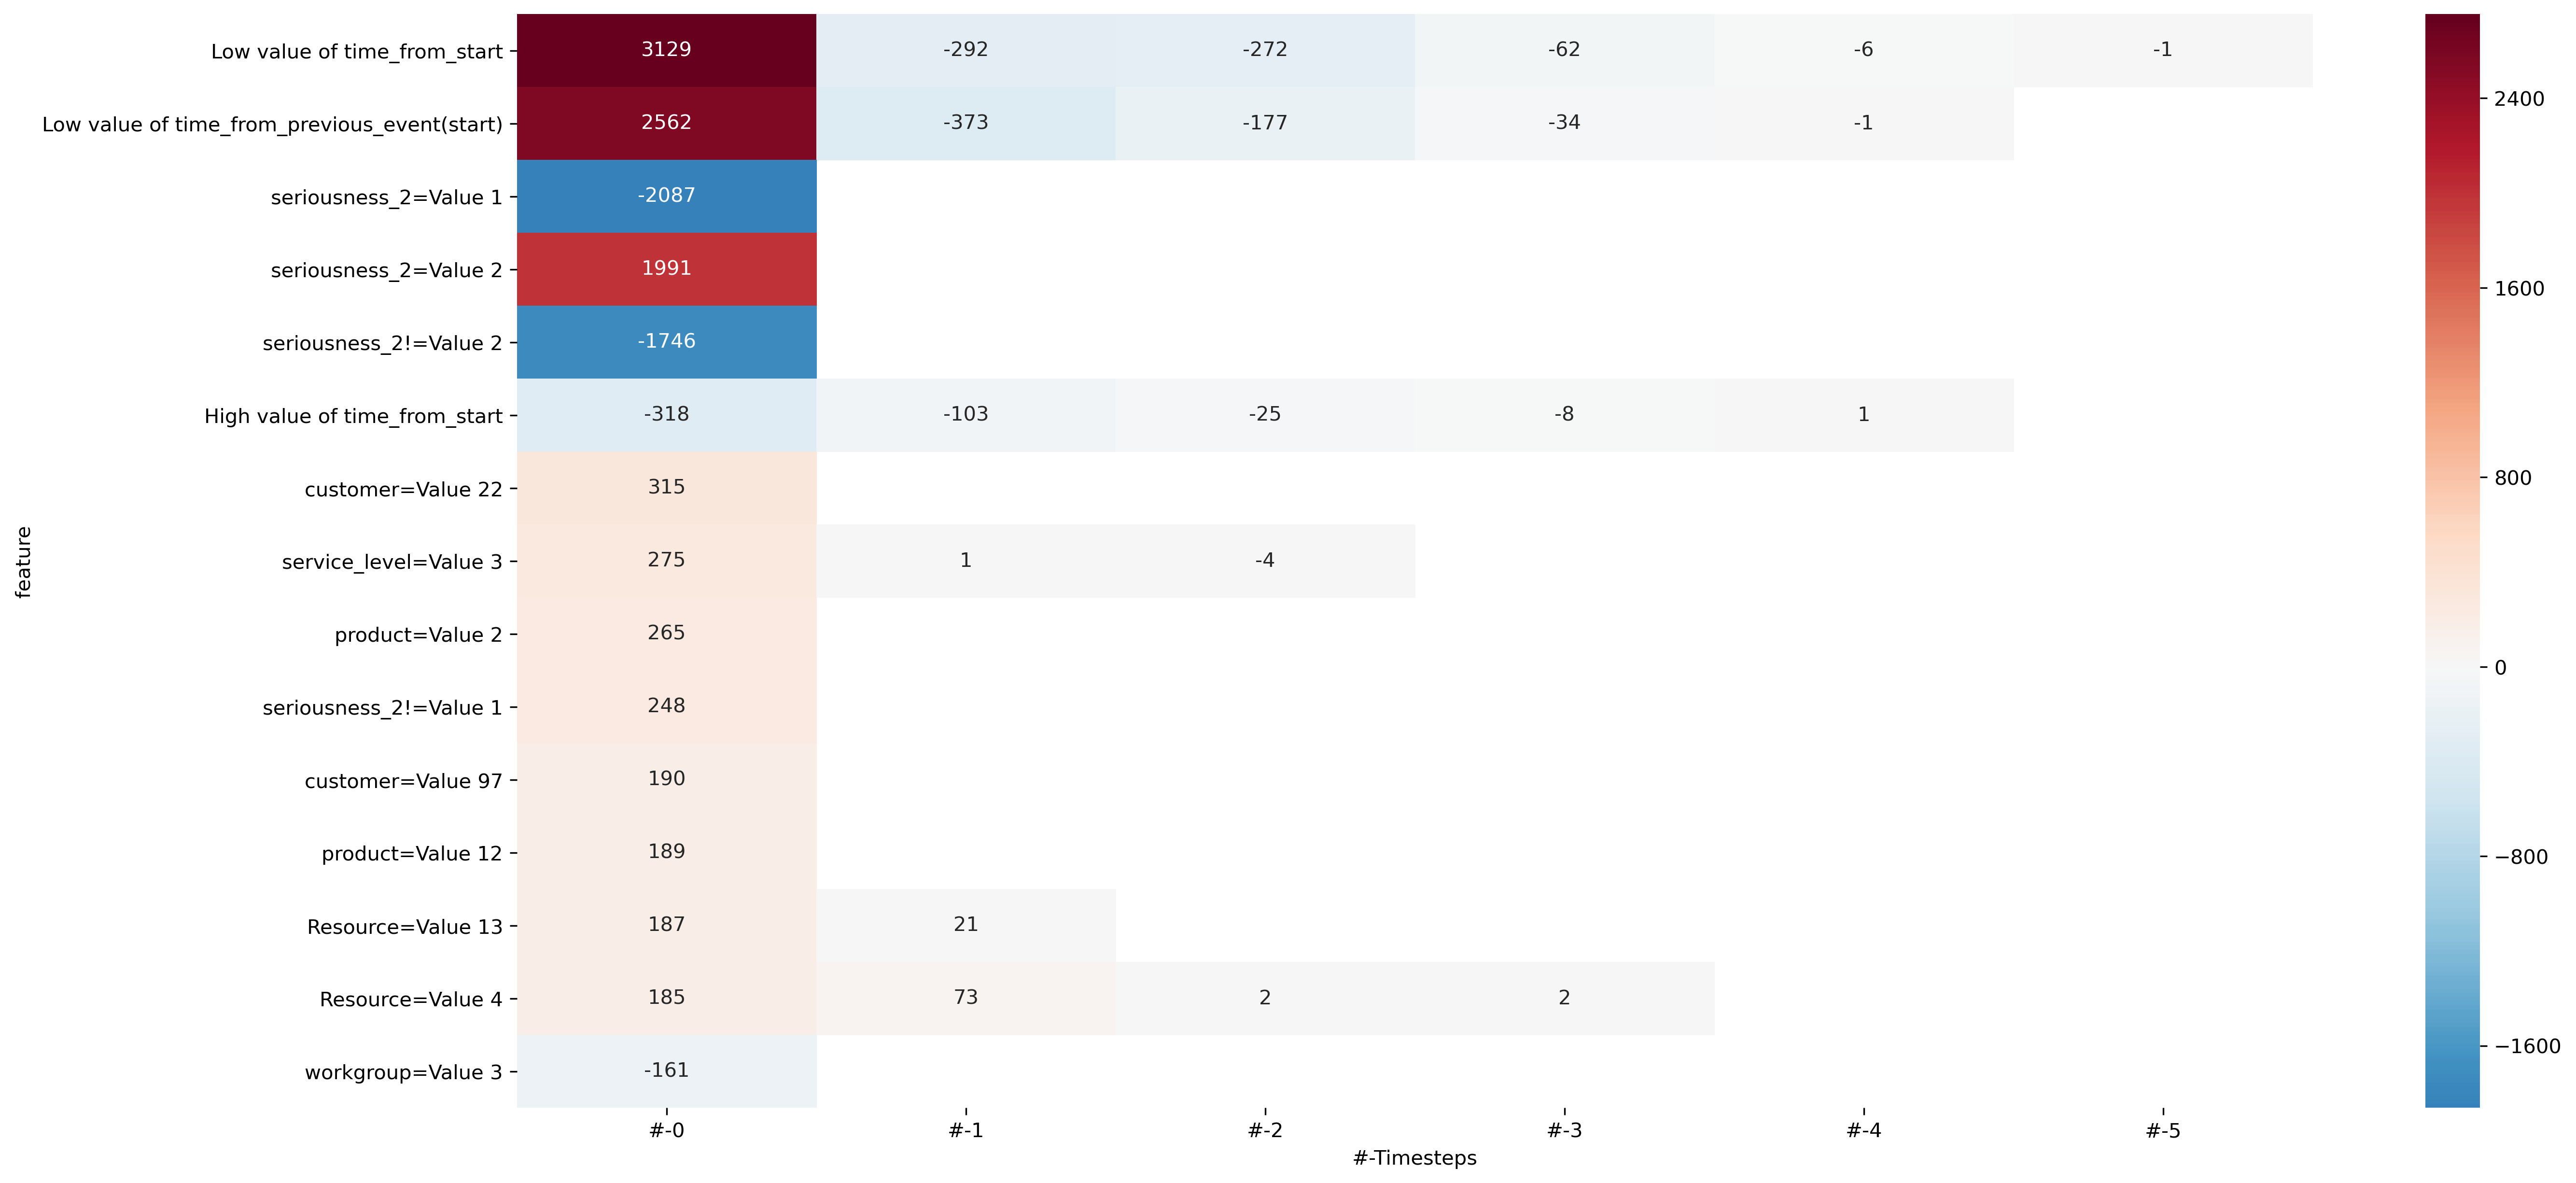 Low value of time_from_start 3129 -292 -272 -62 -6 -1
Low value of time_from_previous_event(start) 2562 -373 -177 -34 -1
seriousness_2=Value 1 -2087
seriousness_2=Value 2 1991
seriousness_2!=Value 2 -1746
High value of time_from_start -318 -103 -25 -8 1
customer=Value 22 315
service_level=Value 3 275 1 -4
product=Value 2 265
seriousness_2!=Value 1 248
customer=Value 97 190
product=Value 12 189
Resource=Value 13 187 21
Resource=Value 4 185 73 2 2
workgroup=Value 3 -161
feature
#-0 #-1 #-2 #-3 #-4 #-5
#-Timesteps
2400
1600
800
0
−800
−1600